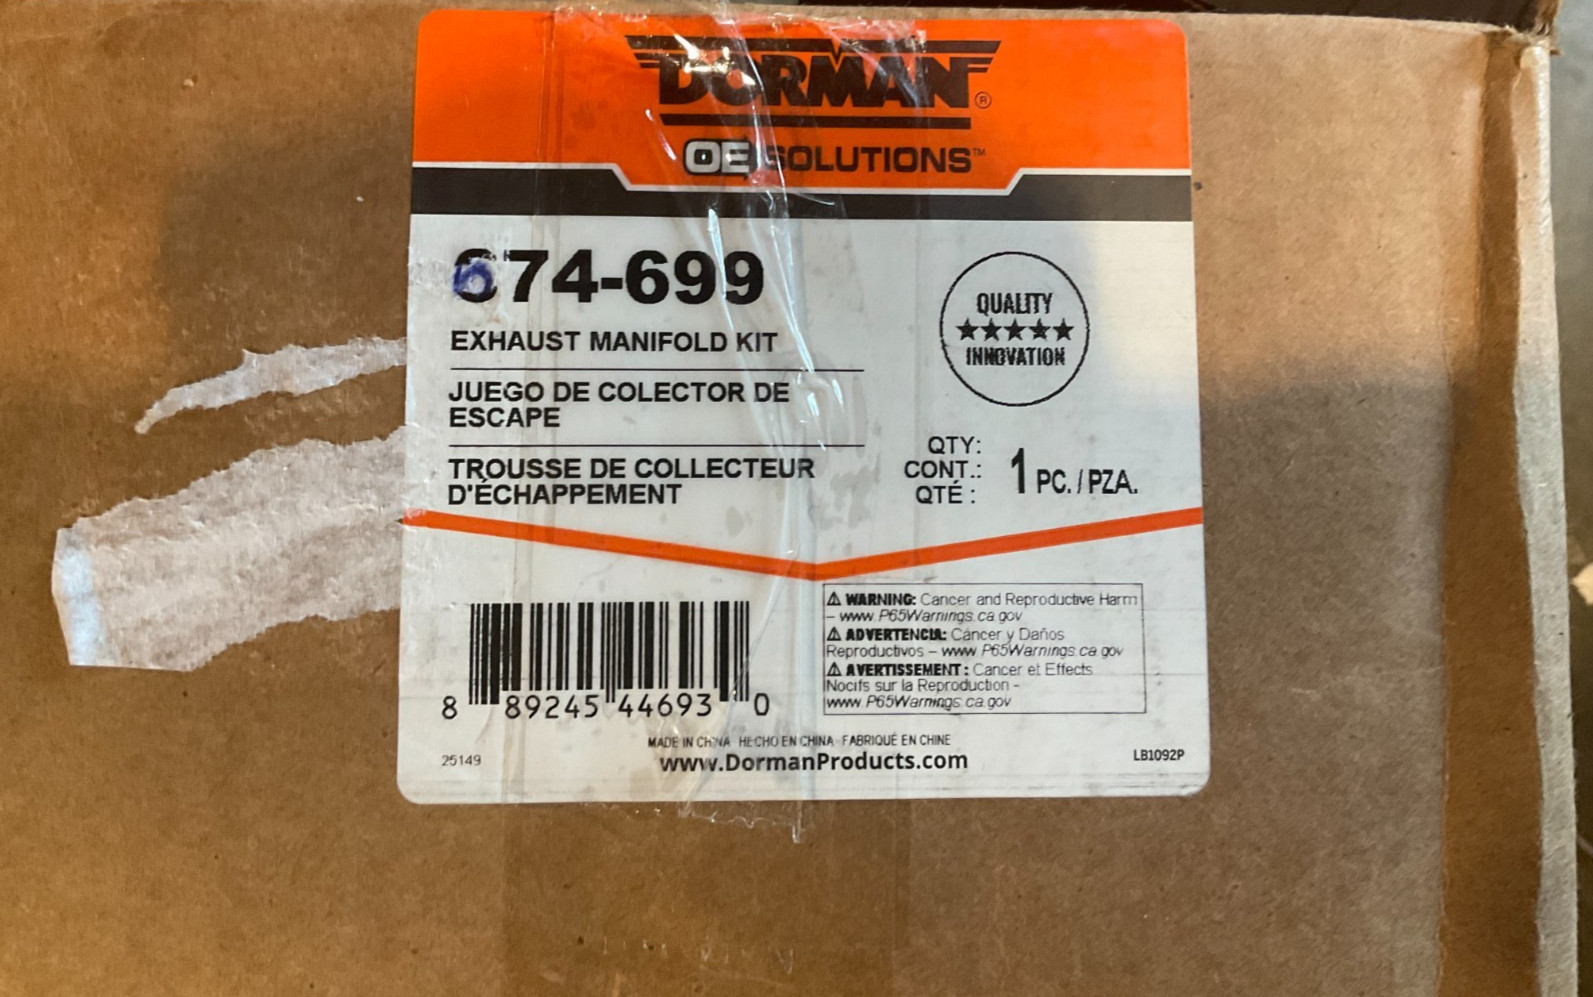 DORMAN®
OE SOLUTIONS™
674-699
EXHAUST MANIFOLD KIT
JUEGO DE COLECTOR DE
ESCAPE
TROUSSE DE COLLECTEUR
D'ÉCHAPPEMENT
QUALITY
★★★★★
INNOVATION
QTY:
CONT.: 1 PC. / PZA.
QTÉ :
⚠ WARNING: Cancer and Reproductive Harm
– www.P65Warnings.ca.gov
⚠ ADVERTENCIA: Cáncer y Daños
Reproductivos – www.P65Warnings.ca.gov
⚠ AVERTISSEMENT : Cancer et Effects
Nocifs sur la Reproduction -
www.P65Warnings.ca.gov
8 89245 44693 0
MADE IN CHINA HECHO EN CHINA FABRIQUÉ EN CHINE
25149 www.DormanProducts.com LB1092P